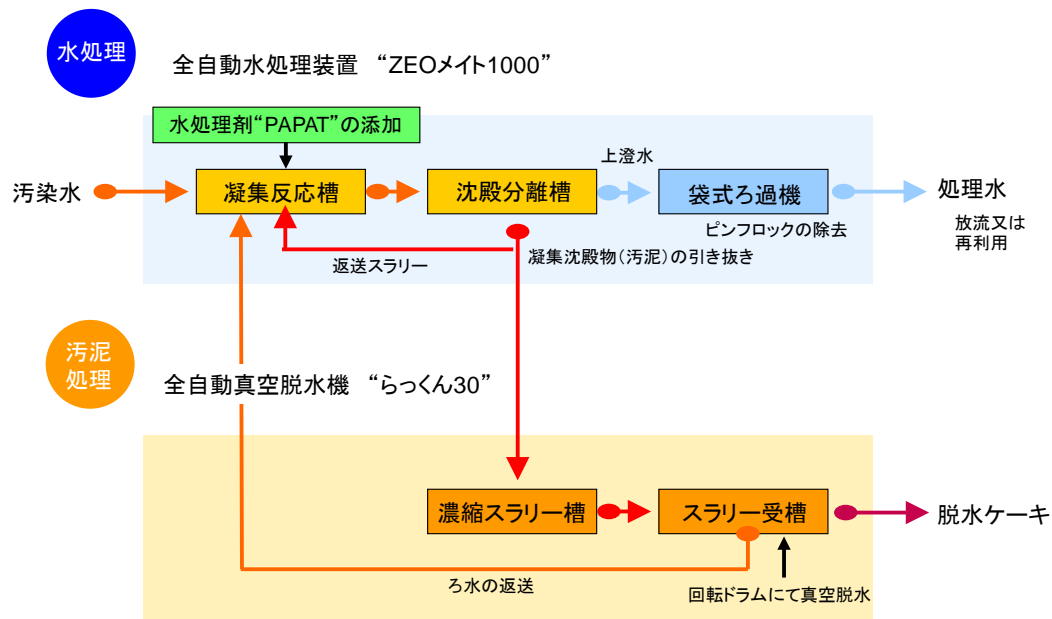 水処理
全自動水処理装置 “ZEOメイト1000”
水処理剤“PAPAT”の添加
汚染水
凝集反応槽
沈殿分離槽
上澄水
袋式ろ過機
処理水
ピンフロックの除去
放流又は
再利用
返送スラリー
凝集沈殿物(汚泥)の引き抜き
汚泥
処理
全自動真空脱水機 “らっくん30”
濃縮スラリー槽
スラリー受槽
脱水ケーキ
ろ水の返送
回転ドラムにて真空脱水